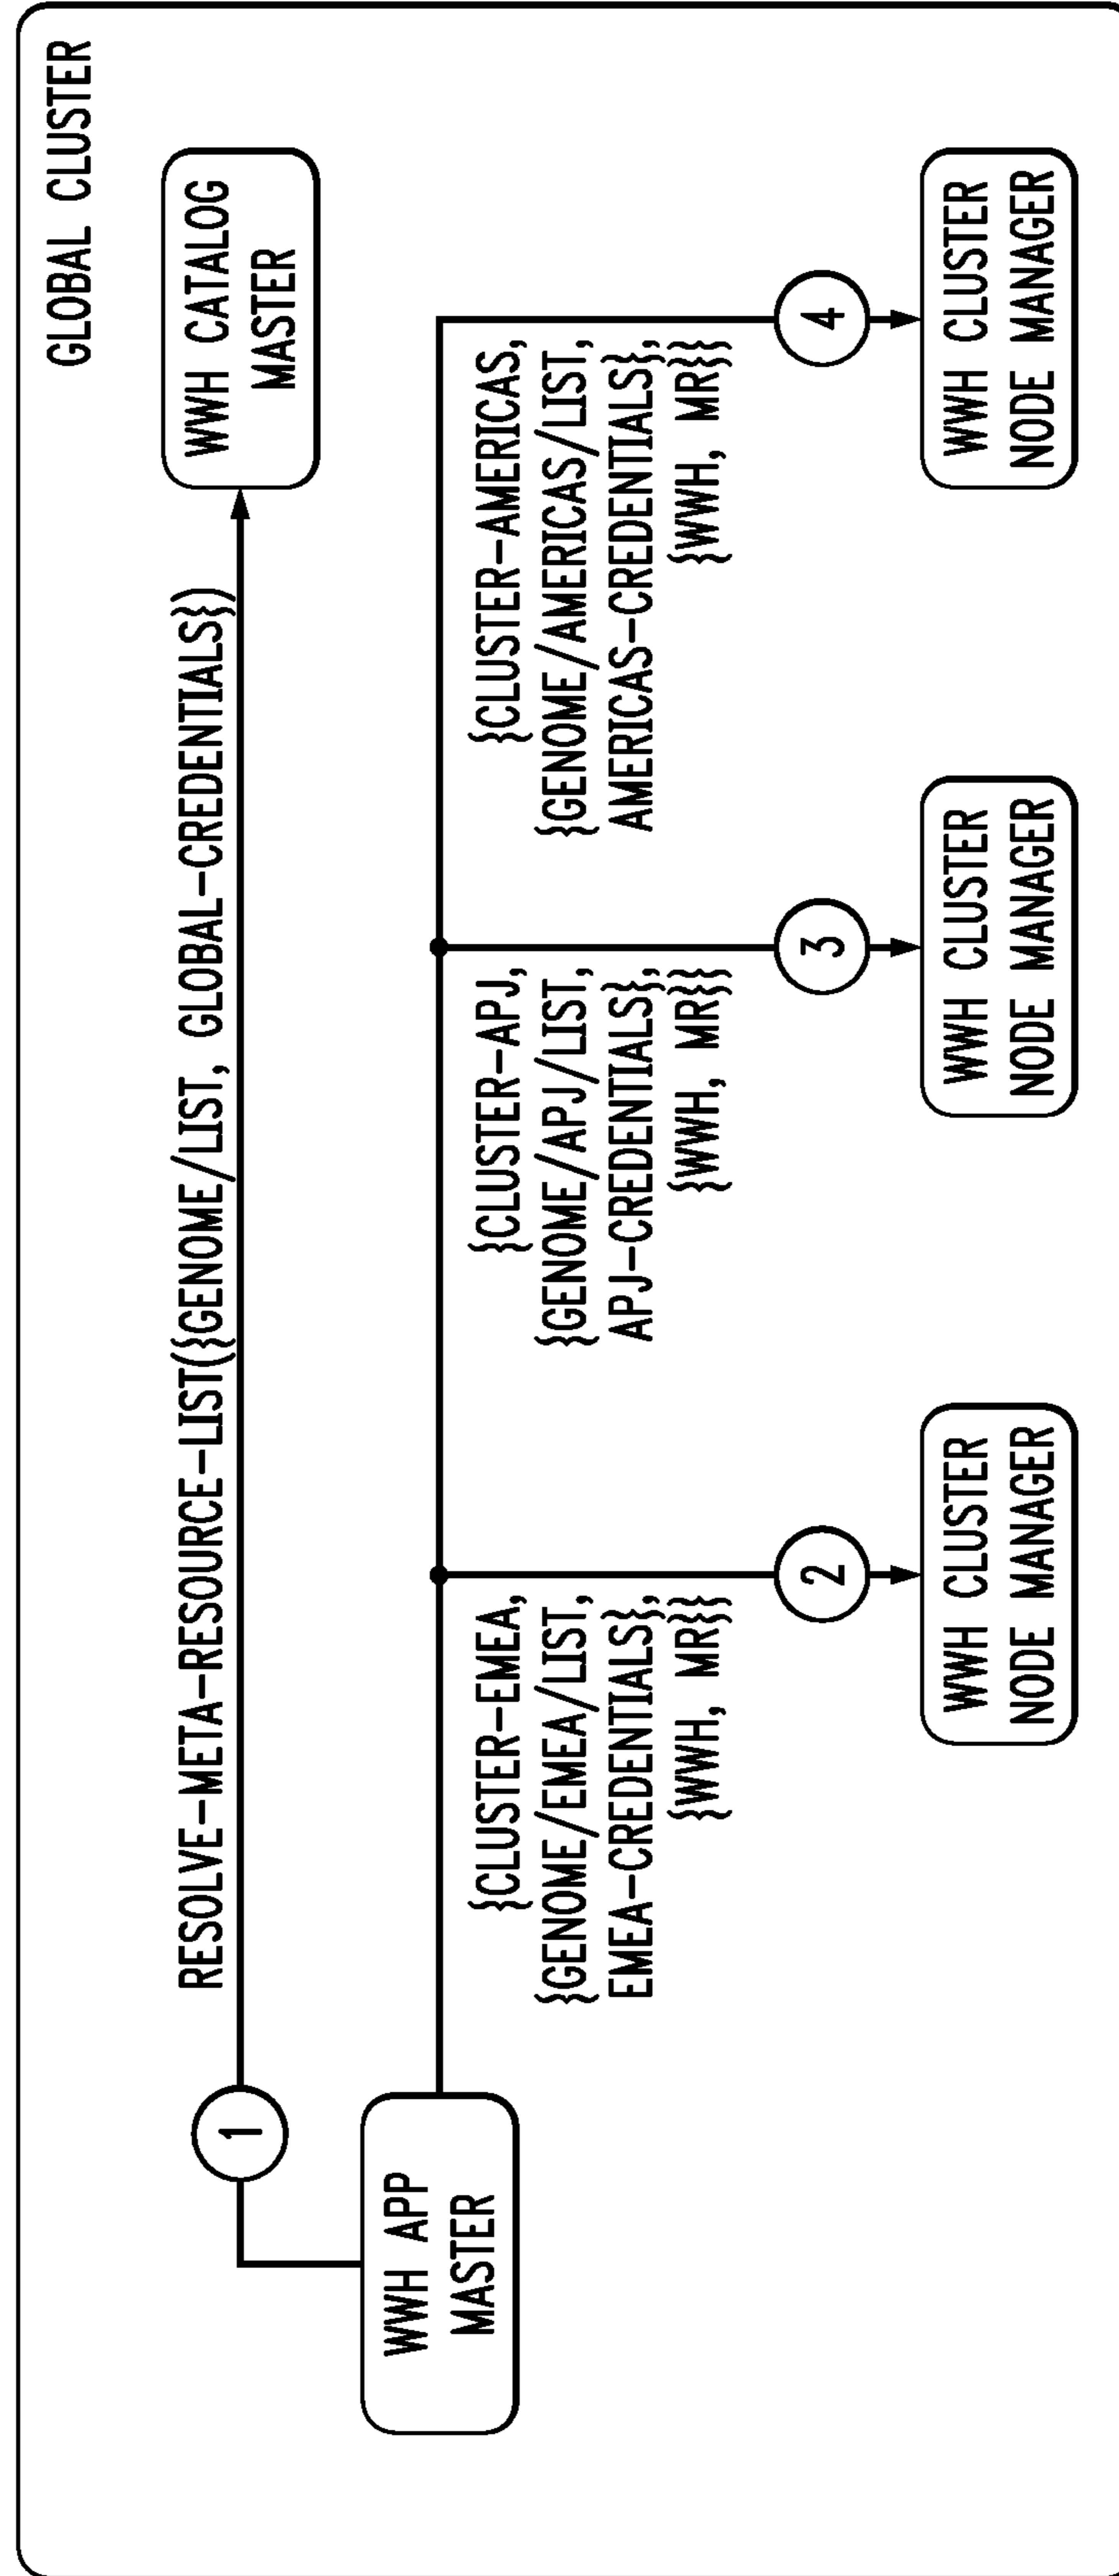 GLOBAL CLUSTER
1
RESOLVE-META-RESOURCE-LIST({GENOME/LIST, GLOBAL-CREDENTIALS})
WWH CATALOG
MASTER
WWH APP
MASTER
{CLUSTER-EMEA,
{GENOME/EMEA/LIST,
EMEA-CREDENTIALS},
{WWH, MR}}
2
WWH CLUSTER
NODE MANAGER
{CLUSTER-APJ,
{GENOME/APJ/LIST,
APJ-CREDENTIALS},
{WWH, MR}}
3
WWH CLUSTER
NODE MANAGER
{CLUSTER-AMERICAS,
{GENOME/AMERICAS/LIST,
AMERICAS-CREDENTIALS},
{WWH, MR}}
4
WWH CLUSTER
NODE MANAGER